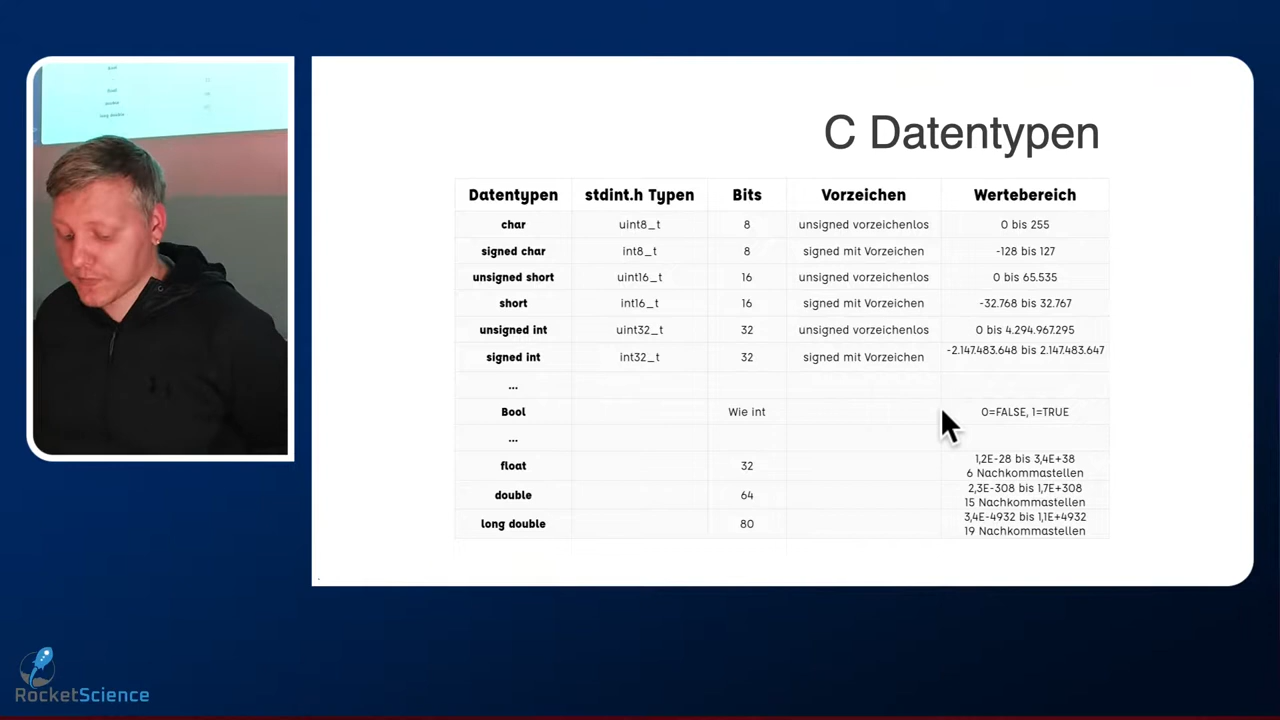 C Datentypen
Datentypen stdint.h Typen Bits Vorzeichen Wertebereich
char uint8_t 8 unsigned vorzeichenlos 0 bis 255
signed char int8_t 8 signed mit Vorzeichen -128 bis 127
unsigned short uint16_t 16 unsigned vorzeichenlos 0 bis 65.535
short int16_t 16 signed mit Vorzeichen -32.768 bis 32.767
unsigned int uint32_t 32 unsigned vorzeichenlos 0 bis 4.294.967.295
signed int int32_t 32 signed mit Vorzeichen -2.147.483.648 bis 2.147.483.647
...
Bool Wie int 0=FALSE, 1=TRUE
...
float 32 1,2E-28 bis 3,4E+38
6 Nachkommastellen
double 64 2,3E-308 bis 1,7E+308
15 Nachkommastellen
long double 80 3,4E-4932 bis 1,1E+4932
19 Nachkommastellen
RocketScience